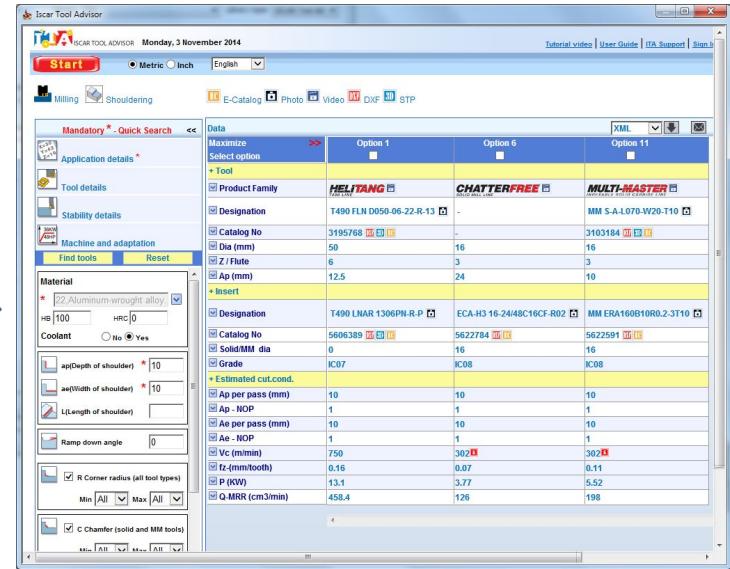 Iscar Tool Advisor
ISCAR TOOL ADVISOR Monday, 3 November 2014 Tutorial video | User Guide | ITA Support | Sign I
Start Metric Inch English
Milling Shouldering E-Catalog Photo Video DXF STP
Mandatory * - Quick Search <<
Application details *
Tool details
Stability details
Machine and adaptation
Find tools Reset
Material
* 22.Aluminum-wrought alloy.
HB 100 HRC 0
Coolant No Yes
ap(Depth of shoulder) * 10
ae(Width of shoulder) * 10
L(Length of shoulder)
Ramp down angle 0
R Corner radius (all tool types)
Min All Max All
C Chamfer (solid and MM tools)
Min All Max All
Data XML
Maximize >> Option 1 Option 6 Option 11
Select option
+ Tool
Product Family HELITANG CHATTERFREE SOLID MILL LINE MULTI-MASTER
Designation T490 FLN D050-06-22-R-13 - MM S-A-L070-W20-T10
Catalog No 3195768 - 3103184
Dia (mm) 50 16 16
Z / Flute 6 3 3
Ap (mm) 12.5 24 10
+ Insert
Designation T490 LNAR 1306PN-R-P ECA-H3 16-24/48C16CF-R02 MM ERA160B10R0.2-3T10
Catalog No 5606389 5622784 5622591
Solid/MM dia 0 16 16
Grade IC07 IC08 IC08
+ Estimated cut.cond.
Ap per pass (mm) 10 10 10
Ap - NOP 1 1 1
Ae per pass (mm) 10 10 10
Ae - NOP 1 1 1
Vc (m/min) 750 302 302
fz-(mm/tooth) 0.16 0.07 0.11
P (KW) 13.1 3.77 5.52
Q-MRR (cm3/min) 458.4 126 198